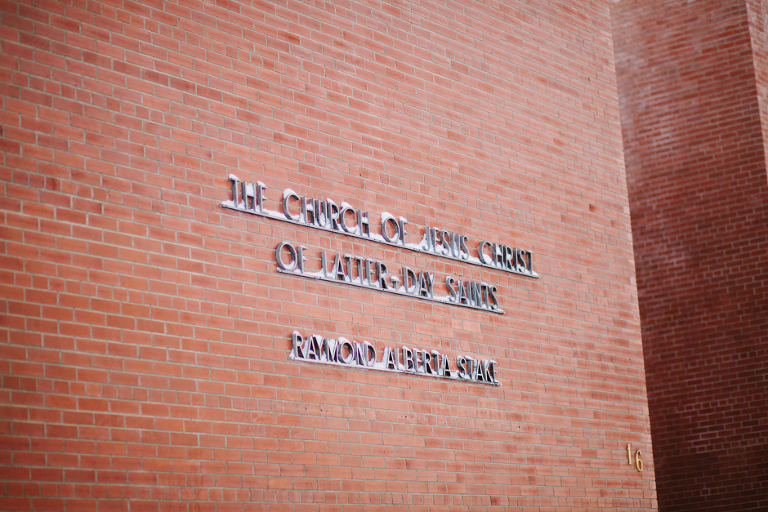 THE CHURCH OF JESUS CHRIST
OF LATTER-DAY SAINTS
RAYMOND ALBERTA STAKE
16